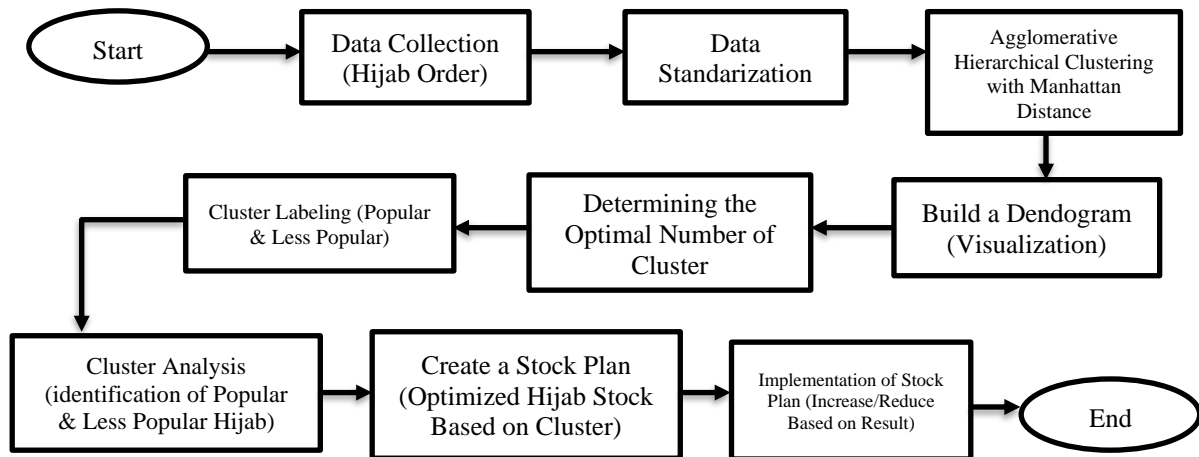 Start
Data Collection
(Hijab Order)
Data
Standarization
Agglomerative
Hierarchical Clustering
with Manhattan
Distance
Build a Dendogram
(Visualization)
Determining the
Optimal Number of
Cluster
Cluster Labeling (Popular
& Less Popular)
Cluster Analysis
(identification of Popular
& Less Popular Hijab)
Create a Stock Plan
(Optimized Hijab Stock
Based on Cluster)
Implementation of Stock
Plan (Increase/Reduce
Based on Result)
End